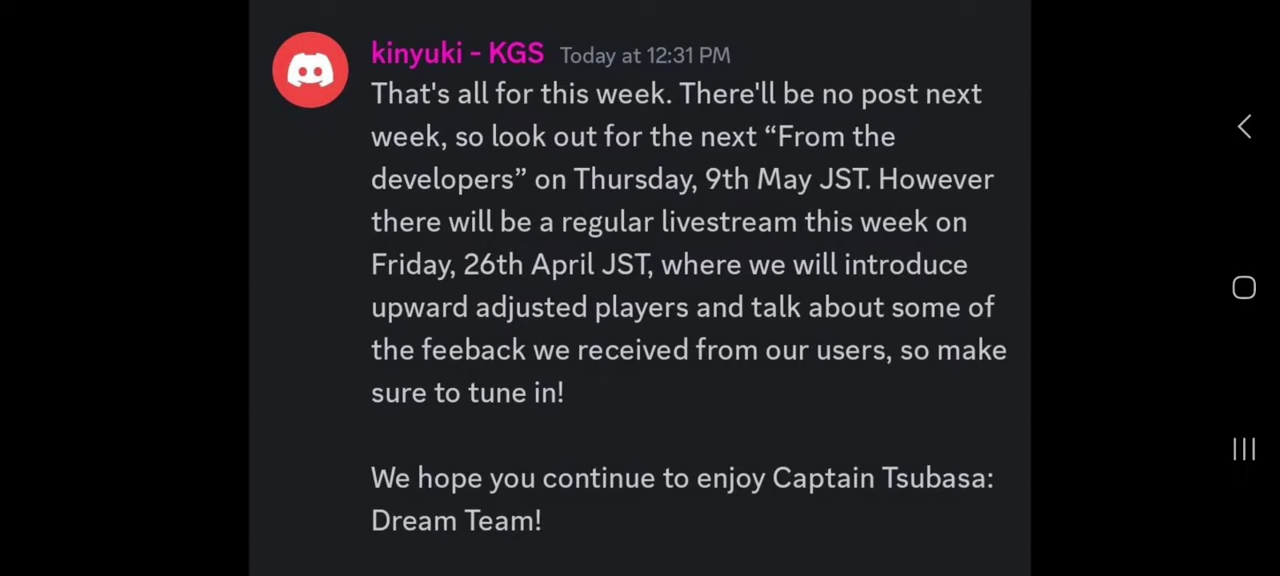 kinyuki - KGS Today at 12:31 PM
That's all for this week. There'll be no post next
week, so look out for the next “From the
developers” on Thursday, 9th May JST. However
there will be a regular livestream this week on
Friday, 26th April JST, where we will introduce
upward adjusted players and talk about some of
the feeback we received from our users, so make
sure to tune in!
We hope you continue to enjoy Captain Tsubasa:
Dream Team!